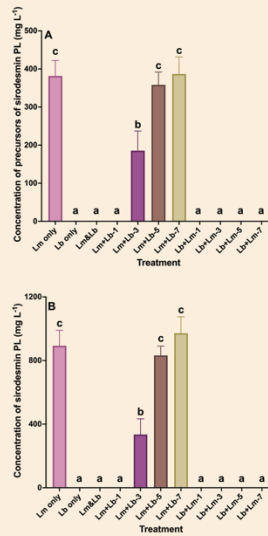 A
Concentration of precursors of sirodesmin PL (mg L⁻¹)
500
400
300
200
100
0
c
a
a
a
b
c
c
a
a
a
a
Lm only
Lb only
Lm&Lb
Lm+Lb-1
Lm+Lb-3
Lm+Lb-5
Lm+Lb-7
Lb+Lm-1
Lb+Lm-3
Lb+Lm-5
Lb+Lm-7
Treatment
B
Concentration of sirodesmin PL (mg L⁻¹)
1200
800
400
0
c
a
a
a
b
c
c
a
a
a
a
Lm only
Lb only
Lm&Lb
Lm+Lb-1
Lm+Lb-3
Lm+Lb-5
Lm+Lb-7
Lb+Lm-1
Lb+Lm-3
Lb+Lm-5
Lb+Lm-7
Treatment